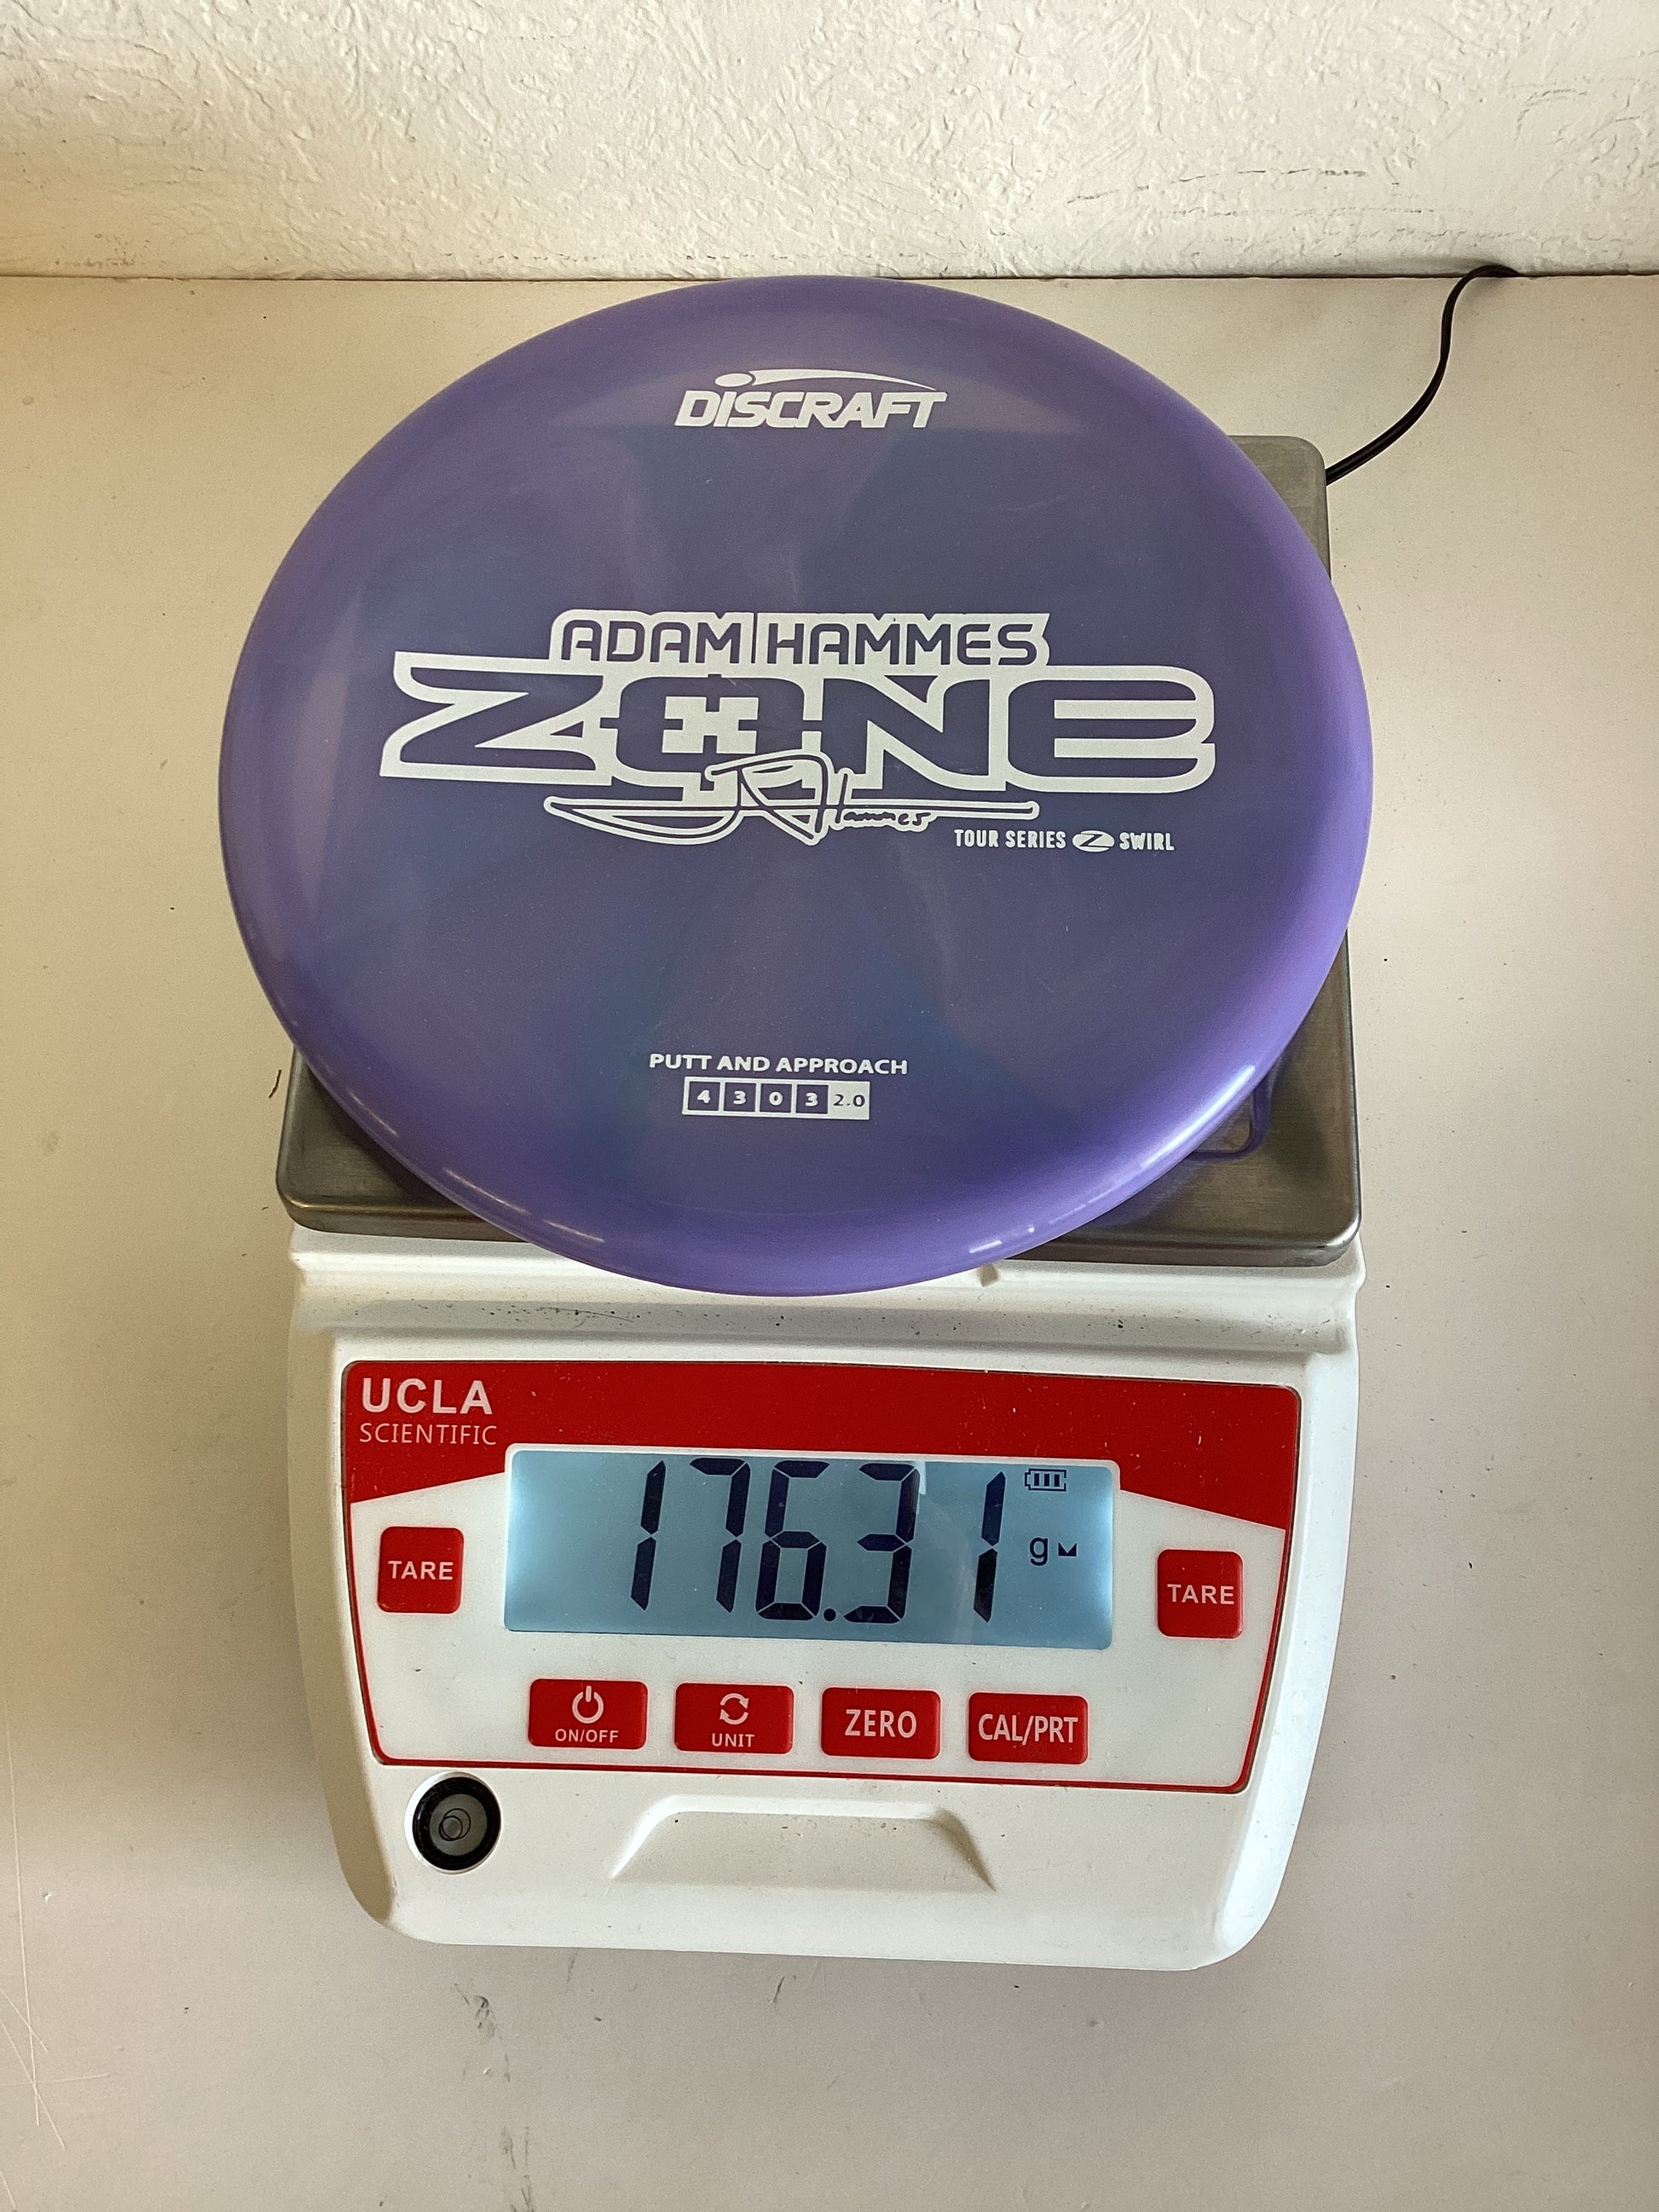 DISCRAFT
ADAM HAMMES
ZONE
Hammes
TOUR SERIES Z SWIRL
PUTT AND APPROACH
4 3 0 3 2.0
UCLA
SCIENTIFIC
176.31 g
TARE
TARE
ON/OFF
UNIT
ZERO
CAL/PRT